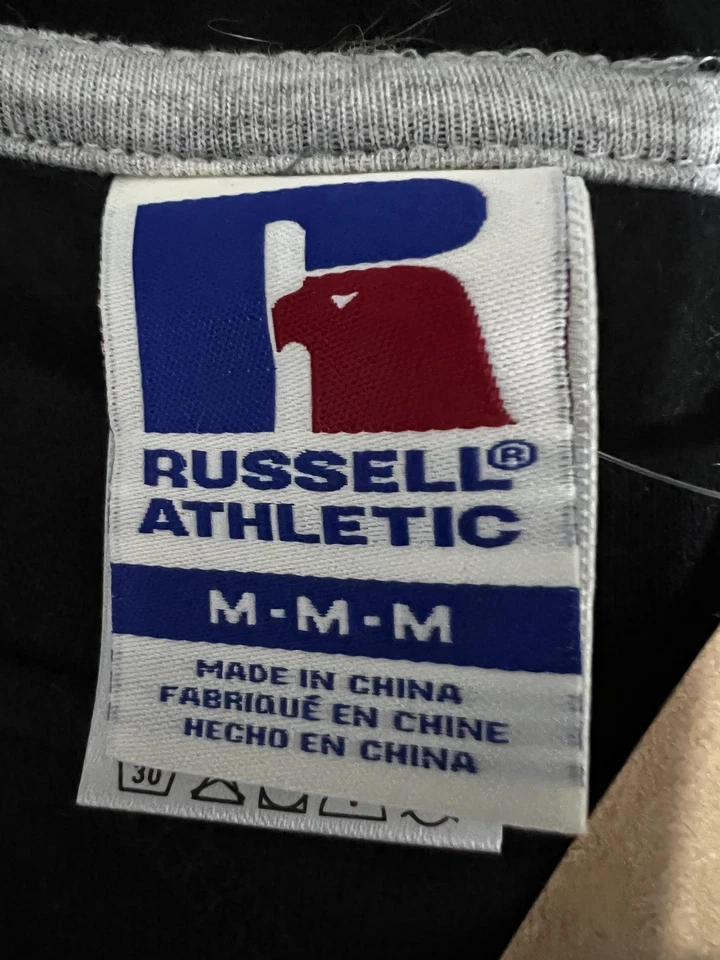 RUSSELL®
ATHLETIC
M-M-M
MADE IN CHINA
FABRIQUÉ EN CHINE
HECHO EN CHINA
30